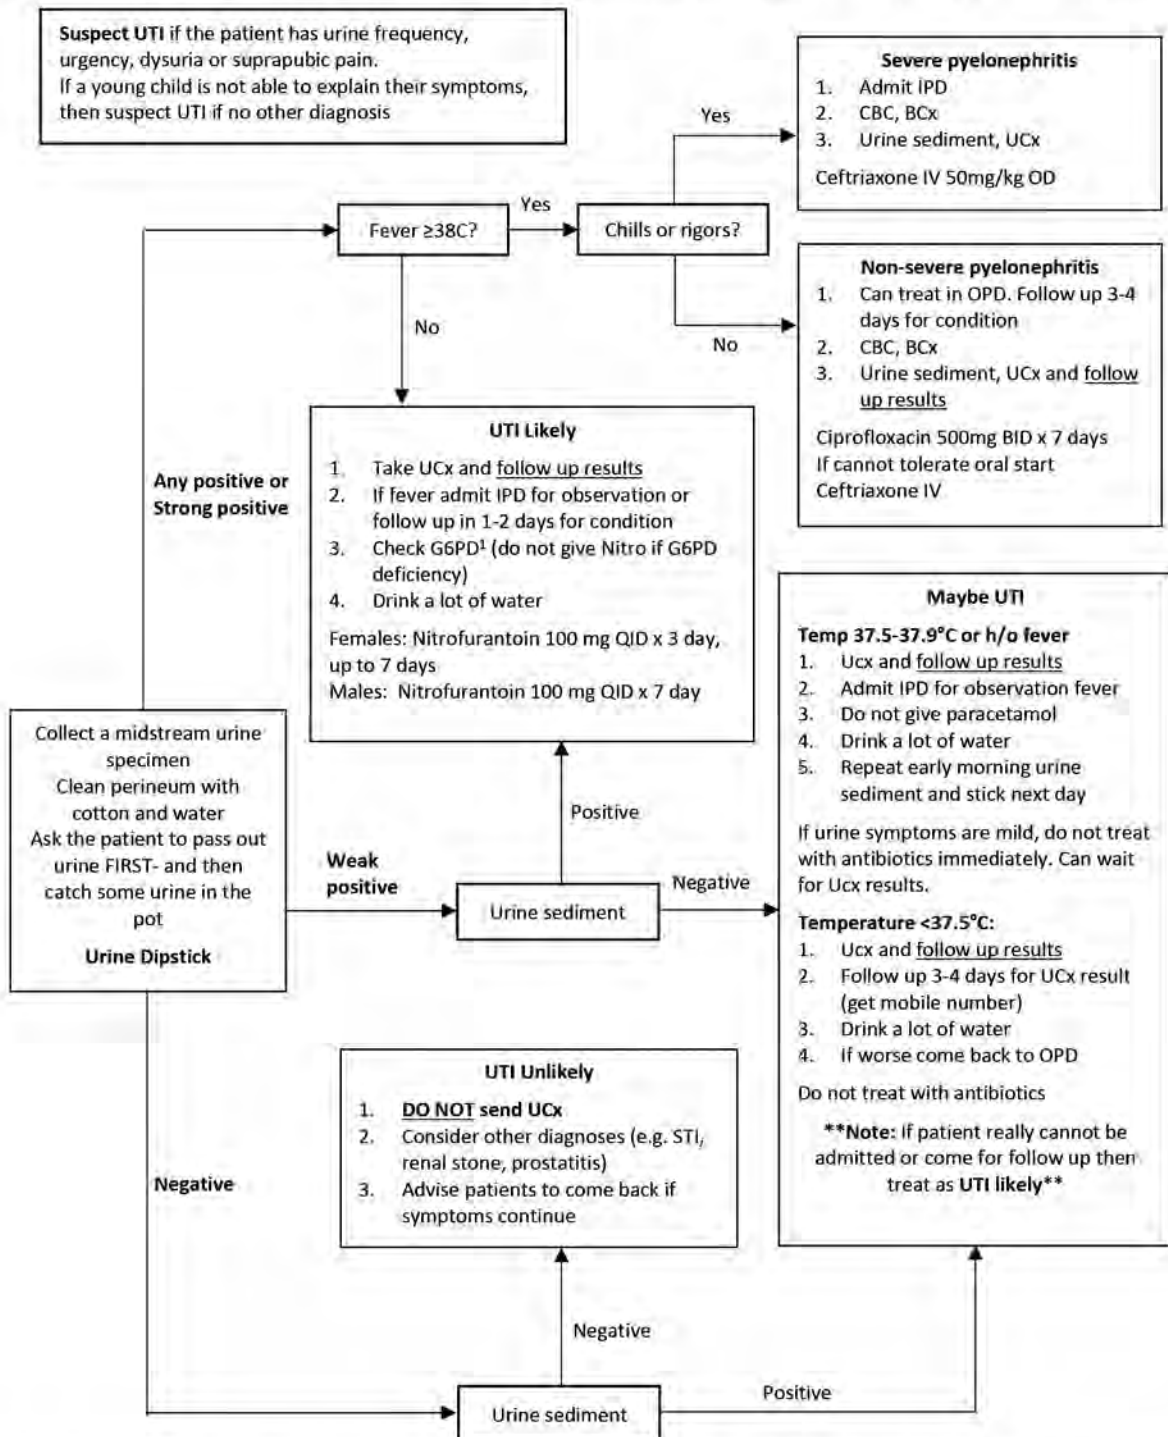 Suspect UTI if the patient has urine frequency,
urgency, dysuria or suprapubic pain.
If a young child is not able to explain their symptoms,
then suspect UTI if no other diagnosis
Severe pyelonephritis
1. Admit IPD
2. CBC, BCx
3. Urine sediment, UCx
Ceftriaxone IV 50mg/kg OD
Yes
Fever ≥38C?
Yes
Chills or rigors?
No
No
Non-severe pyelonephritis
1. Can treat in OPD. Follow up 3-4
days for condition
2. CBC, BCx
3. Urine sediment, UCx and follow
up results
Ciprofloxacin 500mg BID x 7 days
If cannot tolerate oral start
Ceftriaxone IV
Any positive or
Strong positive
UTI Likely
1. Take UCx and follow up results
2. If fever admit IPD for observation or
follow up in 1-2 days for condition
3. Check G6PD¹ (do not give Nitro if G6PD
deficiency)
4. Drink a lot of water
Females: Nitrofurantoin 100 mg QID x 3 day,
up to 7 days
Males: Nitrofurantoin 100 mg QID x 7 day
Collect a midstream urine
specimen
Clean perineum with
cotton and water
Ask the patient to pass out
urine FIRST- and then
catch some urine in the
pot
Urine Dipstick
Weak
positive
Positive
Urine sediment
Negative
Maybe UTI
Temp 37.5-37.9°C or h/o fever
1. Ucx and follow up results
2. Admit IPD for observation fever
3. Do not give paracetamol
4. Drink a lot of water
5. Repeat early morning urine
sediment and stick next day
If urine symptoms are mild, do not treat
with antibiotics immediately. Can wait
for Ucx results.
Temperature <37.5°C:
1. Ucx and follow up results
2. Follow up 3-4 days for UCx result
(get mobile number)
3. Drink a lot of water
4. If worse come back to OPD
Do not treat with antibiotics
**Note: If patient really cannot be
admitted or come for follow up then
treat as UTI likely**
UTI Unlikely
1. DO NOT send UCx
2. Consider other diagnoses (e.g. STI,
renal stone, prostatitis)
3. Advise patients to come back if
symptoms continue
Negative
Negative
Urine sediment
Positive